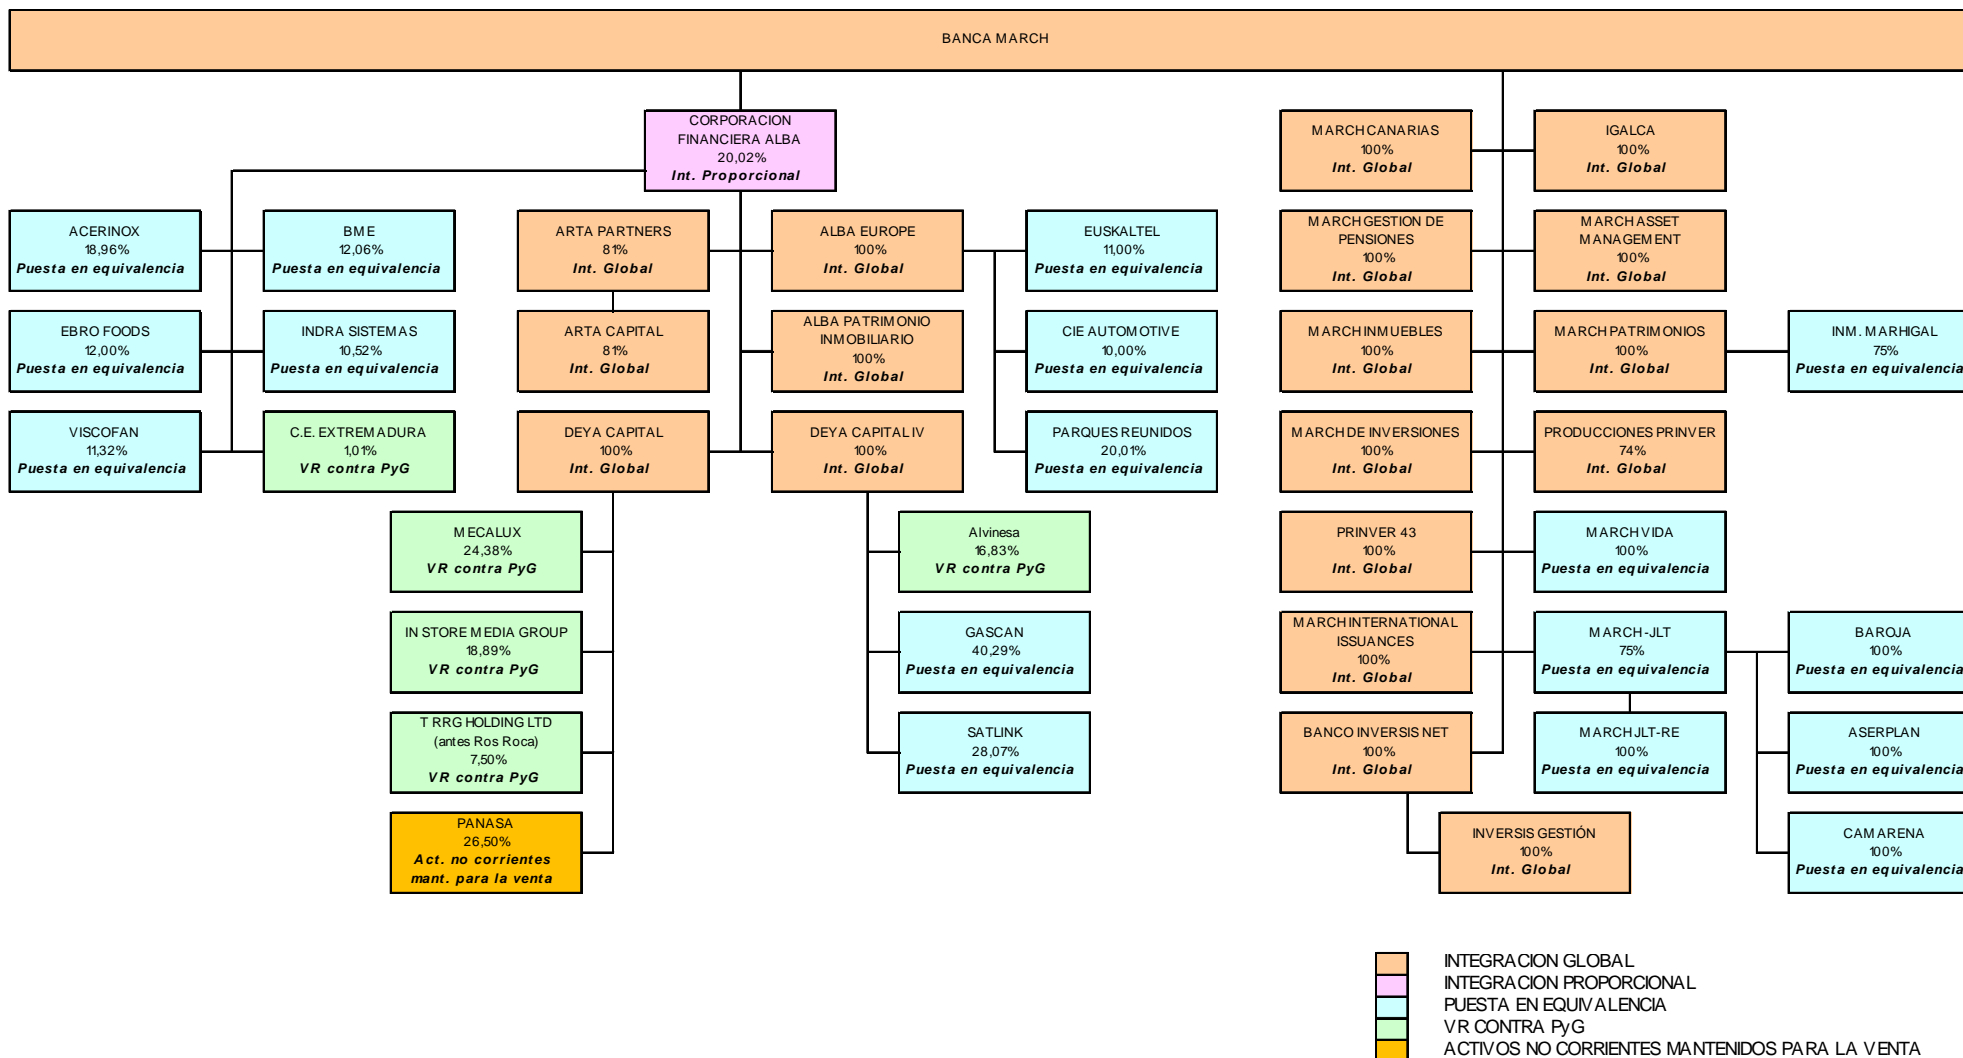 BANCA MARCH
CORPORACION
FINANCIERA ALBA
20,02%
Int. Proporcional
MARCH CANARIAS
100%
Int. Global
IGALCA
100%
Int. Global
ACERINOX
18,96%
Puesta en equivalencia
BME
12,06%
Puesta en equivalencia
ARTA PARTNERS
81%
Int. Global
ALBA EUROPE
100%
Int. Global
EUSKALTEL
11,00%
Puesta en equivalencia
MARCH GESTION DE
PENSIONES
100%
Int. Global
MARCH ASSET
MANAGEMENT
100%
Int. Global
EBRO FOODS
12,00%
Puesta en equivalencia
INDRA SISTEMAS
10,52%
Puesta en equivalencia
ARTA CAPITAL
81%
Int. Global
ALBA PATRIMONIO
INMOBILIARIO
100%
Int. Global
CIE AUTOMOTIVE
10,00%
Puesta en equivalencia
MARCH INMUEBLES
100%
Int. Global
MARCH PATRIMONIOS
100%
Int. Global
INM. MARHIGAL
75%
Puesta en equivalencia
VISCOFAN
11,32%
Puesta en equivalencia
C.E. EXTREMADURA
1,01%
VR contra PyG
DEYA CAPITAL
100%
Int. Global
DEYA CAPITAL IV
100%
Int. Global
PARQUES REUNIDOS
20,01%
Puesta en equivalencia
MARCH DE INVERSIONES
100%
Int. Global
PRODUCCIONES PRINVER
74%
Int. Global
MECALUX
24,38%
VR contra PyG
Alvinesa
16,83%
VR contra PyG
PRINVER 43
100%
Int. Global
MARCH VIDA
100%
Puesta en equivalencia
IN STORE MEDIA GROUP
18,89%
VR contra PyG
GASCAN
40,29%
Puesta en equivalencia
MARCH INTERNATIONAL
ISSUANCES
100%
Int. Global
MARCH -JLT
75%
Puesta en equivalencia
BAROJA
100%
Puesta en equivalencia
T RRG HOLDING LTD
(antes Ros Roca)
7,50%
VR contra PyG
SATLINK
28,07%
Puesta en equivalencia
BANCO INVERSIS NET
100%
Int. Global
MARCH JLT-RE
100%
Puesta en equivalencia
ASERPLAN
100%
Puesta en equivalencia
PANASA
26,50%
Act. no corrientes
mant. para la venta
INVERSIS GESTIÓN
100%
Int. Global
CAMARENA
100%
Puesta en equivalencia
INTEGRACION GLOBAL
INTEGRACION PROPORCIONAL
PUESTA EN EQUIVALENCIA
VR CONTRA PyG
ACTIVOS NO CORRIENTES MANTENIDOS PARA LA VENTA